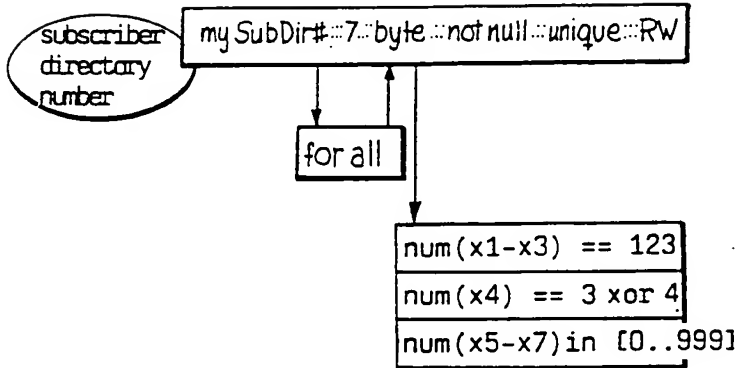 subscriber
directory
number
my SubDir#:::7:::byte:::not null:::unique:::RW
for all
num(x1-x3) == 123
num(x4) == 3 xor 4
num(x5-x7)in [0..999]